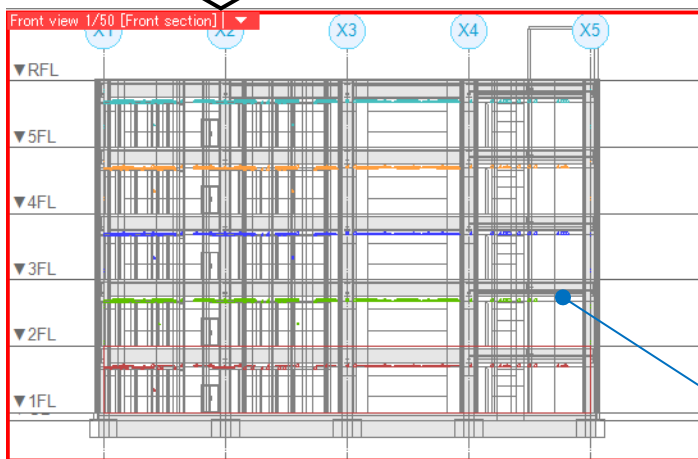 Front view 1/50 [Front section]
X1 X2 X3 X4 X5
▼RFL
▼5FL
▼4FL
▼3FL
▼2FL
▼1FL